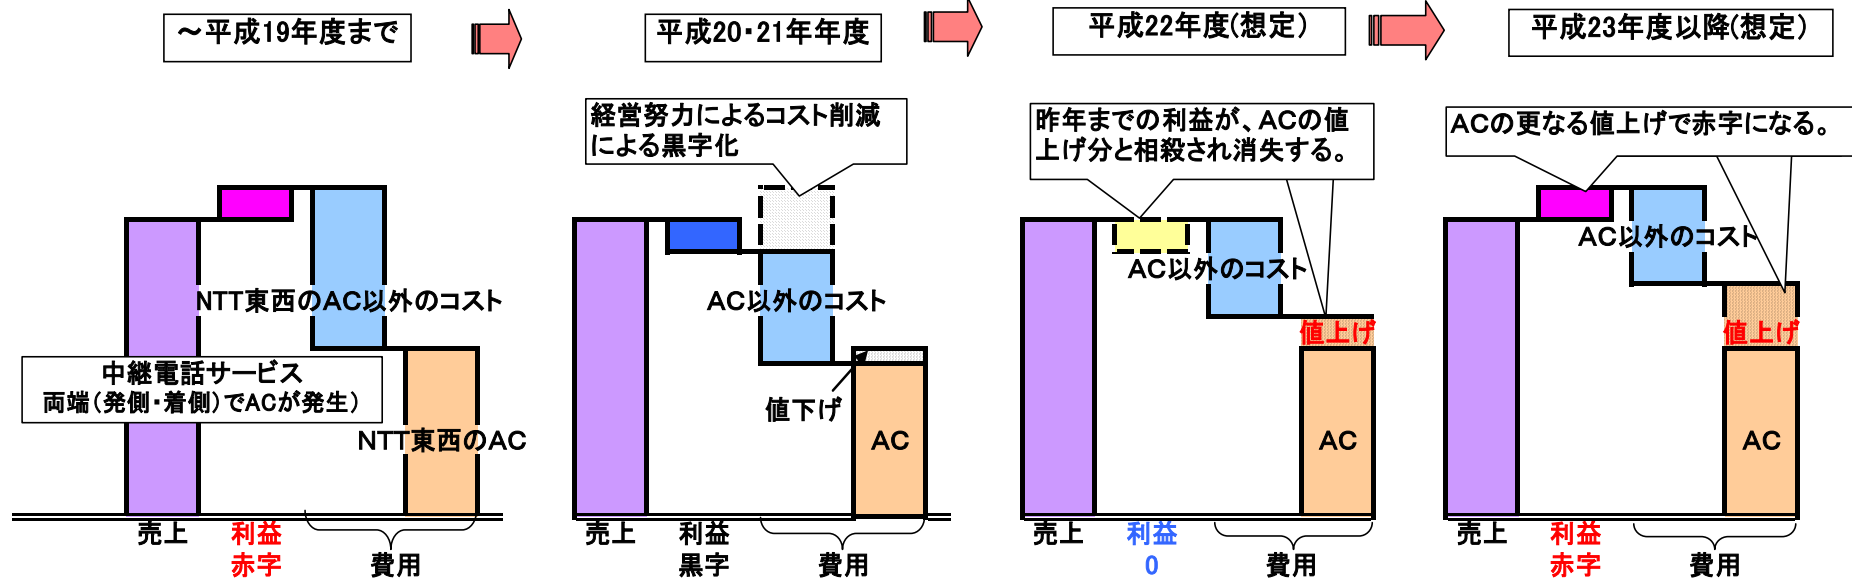 ～平成19年度まで
平成20・21年年度
平成22年度(想定)
平成23年度以降(想定)
経営努力によるコスト削減
による黒字化
昨年までの利益が、ACの値
上げ分と相殺され消失する。
ACの更なる値上げで赤字になる。
NTT東西のAC以外のコスト
中継電話サービス
両端(発側・着側)でACが発生)
NTT東西のAC
売上
利益
赤字
費用
AC以外のコスト
値下げ
AC
売上
利益
黒字
費用
AC以外のコスト
値上げ
AC
売上
利益
0
費用
AC以外のコスト
値上げ
AC
売上
利益
赤字
費用